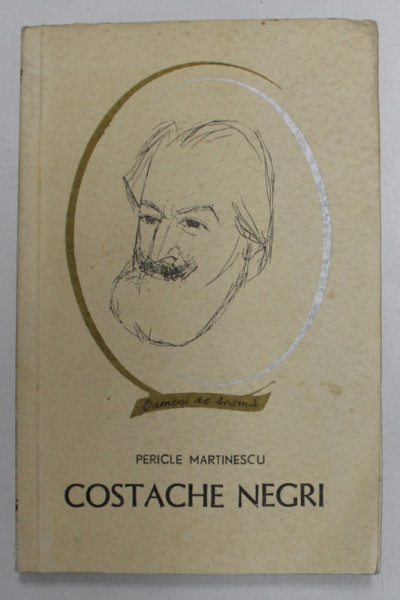 Oameni de seamă
PERICLE MARTINESCU
COSTACHE NEGRI